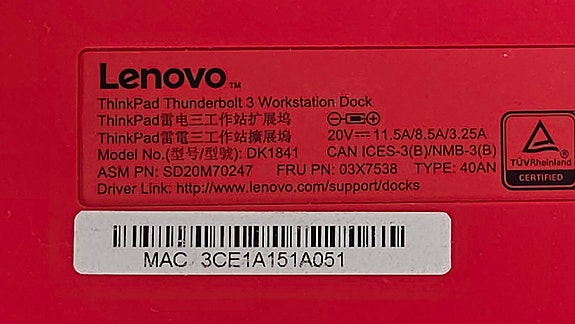 Lenovo™
ThinkPad Thunderbolt 3 Workstation Dock
ThinkPad雷电三工作站扩展坞
ThinkPad雷電三工作站擴展塢 20V⎓11.5A/8.5A/3.25A
Model No.(型号/型號): DK1841 CAN ICES-3(B)/NMB-3(B)
ASM PN: SD20M70247 FRU PN: 03X7538 TYPE: 40AN
Driver Link: http://www.lenovo.com/support/docks
TÜVRheinland
CERTIFIED
MAC 3CE1A151A051